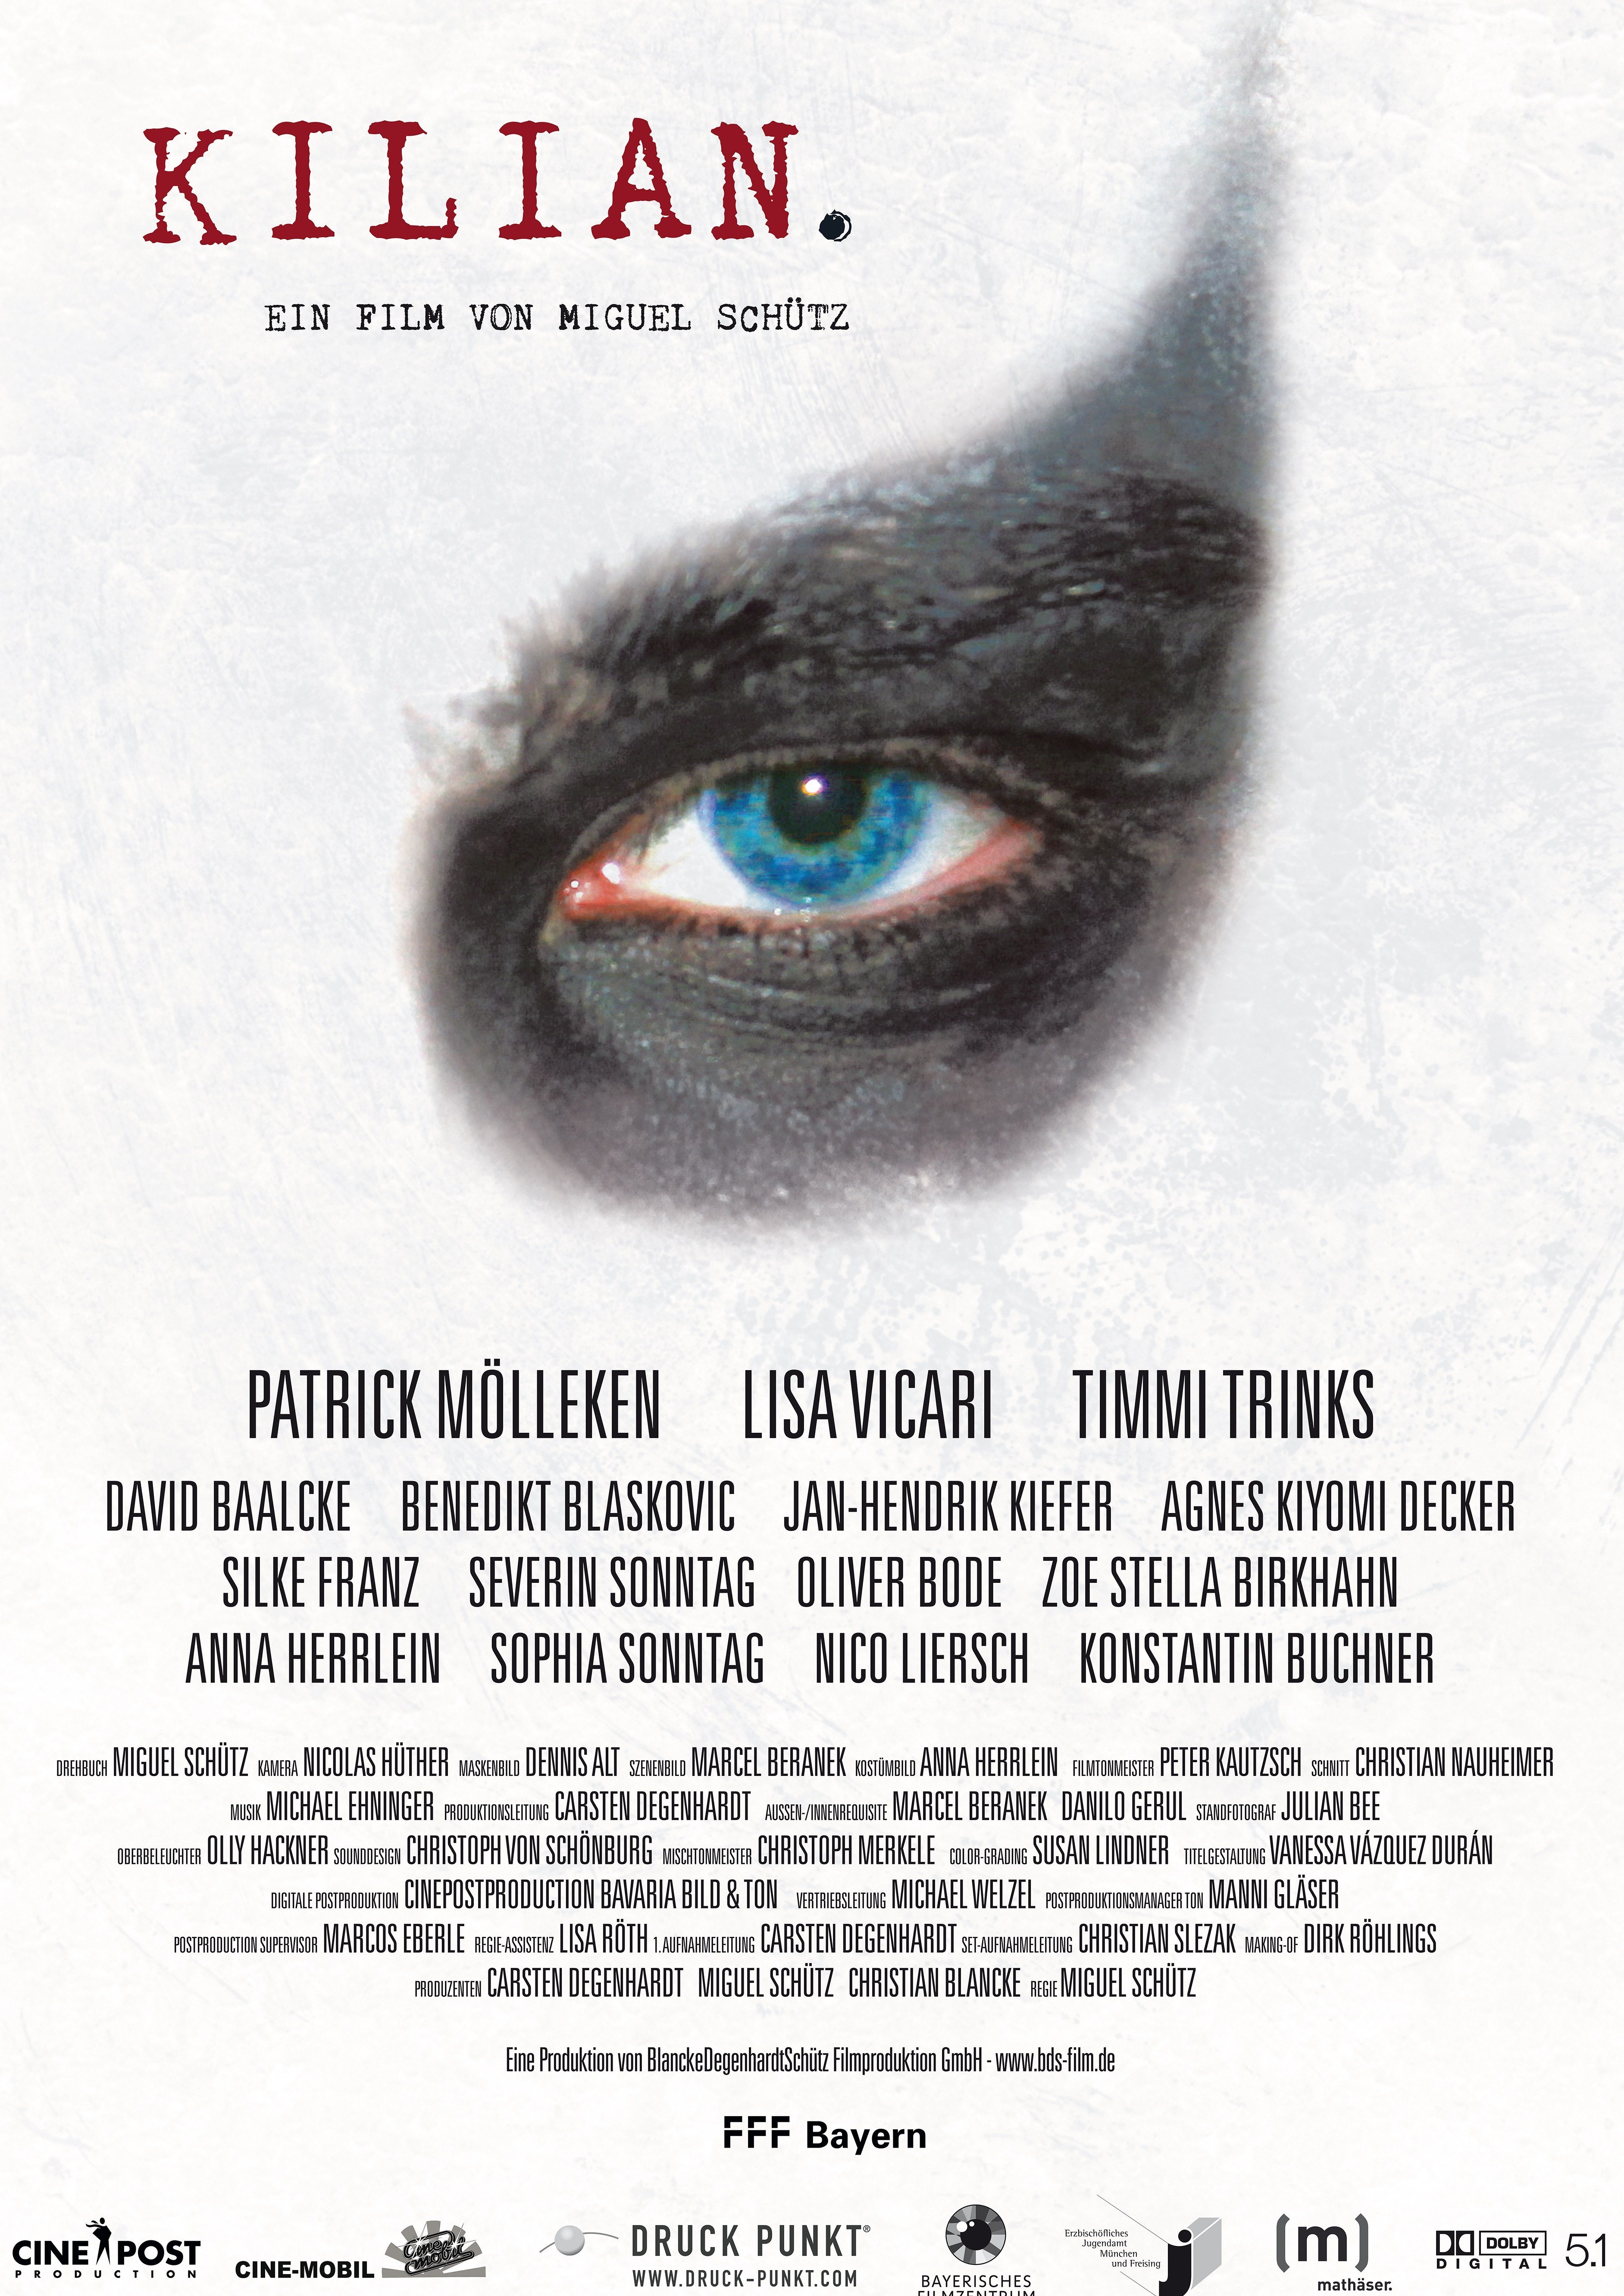 KILIAN.
EIN FILM VON MIGUEL SCHÜTZ
PATRICK MÖLLEKEN LISA VICARI TIMMI TRINKS
DAVID BAALCKE BENEDIKT BLASKOVIC JAN-HENDRIK KIEFER AGNES KIYOMI DECKER
SILKE FRANZ SEVERIN SONNTAG OLIVER BODE ZOE STELLA BIRKHAHN
ANNA HERRLEIN SOPHIA SONNTAG NICO LIERSCH KONSTANTIN BUCHNER
DREHBUCH MIGUEL SCHÜTZ KAMERA NICOLAS HÜTHER MASKENBILD DENNIS ALT SZENENBILD MARCEL BERANEK KOSTÜMBILD ANNA HERRLEIN FILMTONMEISTER PETER KAUTZSCH SCHNITT CHRISTIAN NAUHEIMER
MUSIK MICHAEL EHNINGER PRODUKTIONSLEITUNG CARSTEN DEGENHARDT AUSSEN-/INNENREQUISITE MARCEL BERANEK DANILO GERUL STANDFOTOGRAF JULIAN BEE
OBERBELEUCHTER OLLY HACKNER SOUNDDESIGN CHRISTOPH VON SCHÖNBURG MISCHTONMEISTER CHRISTOPH MERKELE COLOR-GRADING SUSAN LINDNER TITELGESTALTUNG VANESSA VÁZQUEZ DURÁN
DIGITALE POSTPRODUKTION CINEPOSTPRODUCTION BAVARIA BILD & TON VERTRIEBSLEITUNG MICHAEL WELZEL POSTPRODUKTIONSMANAGER TON MANNI GLÄSER
POSTPRODUCTION SUPERVISOR MARCOS EBERLE REGIE-ASSISTENZ LISA RÖTH 1. AUFNAHMELEITUNG CARSTEN DEGENHARDT SET-AUFNAHMELEITUNG CHRISTIAN SLEZAK MAKING-OF DIRK RÖHLINGS
PRODUZENTEN CARSTEN DEGENHARDT MIGUEL SCHÜTZ CHRISTIAN BLANCKE REGIE MIGUEL SCHÜTZ
Eine Produktion von BlanckeDegenhardtSchütz Filmproduktion GmbH - www.bds-film.de
FFF Bayern
CINE POST
PRODUCTION
CINE-MOBIL
Cine mobil
DRUCK PUNKT®
WWW.DRUCK-PUNKT.COM
BAYERISCHES
FILMZENTRUM
Erzbischöfliches
Jugendamt
München
und Freising
j
(m)
mathäser.
DOLBY
DIGITAL
5.1